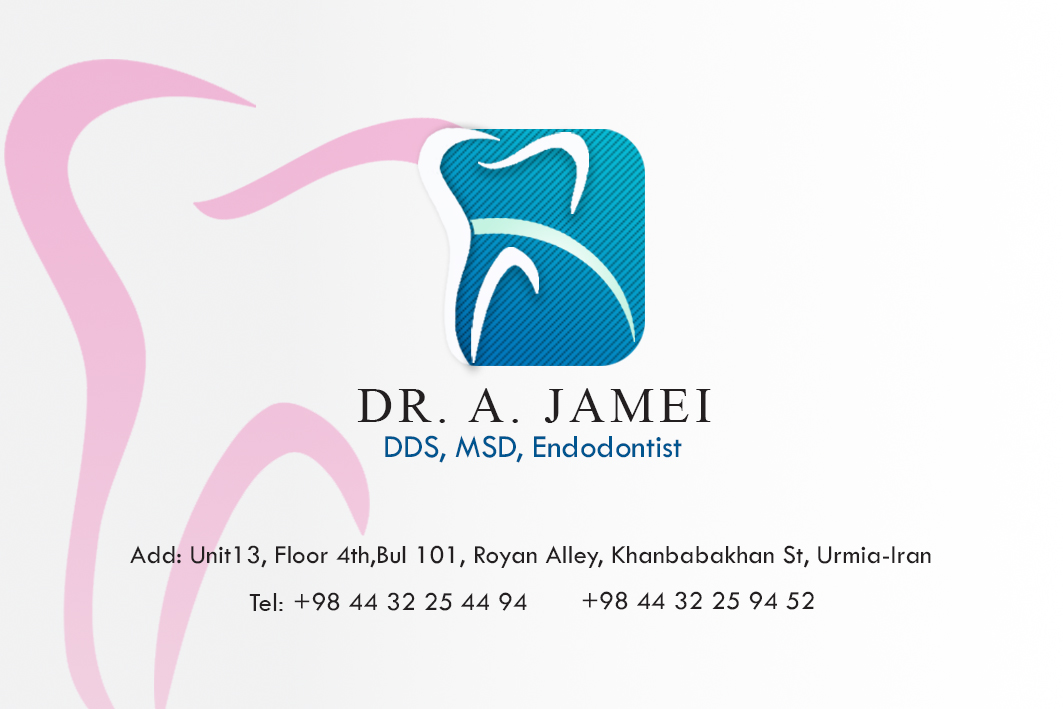 DR. A. JAMEI
DDS, MSD, Endodontist
Add: Unit13, Floor 4th,Bul 101, Royan Alley, Khanbabakhan St, Urmia-Iran
Tel: +98 44 32 25 44 94 +98 44 32 25 94 52